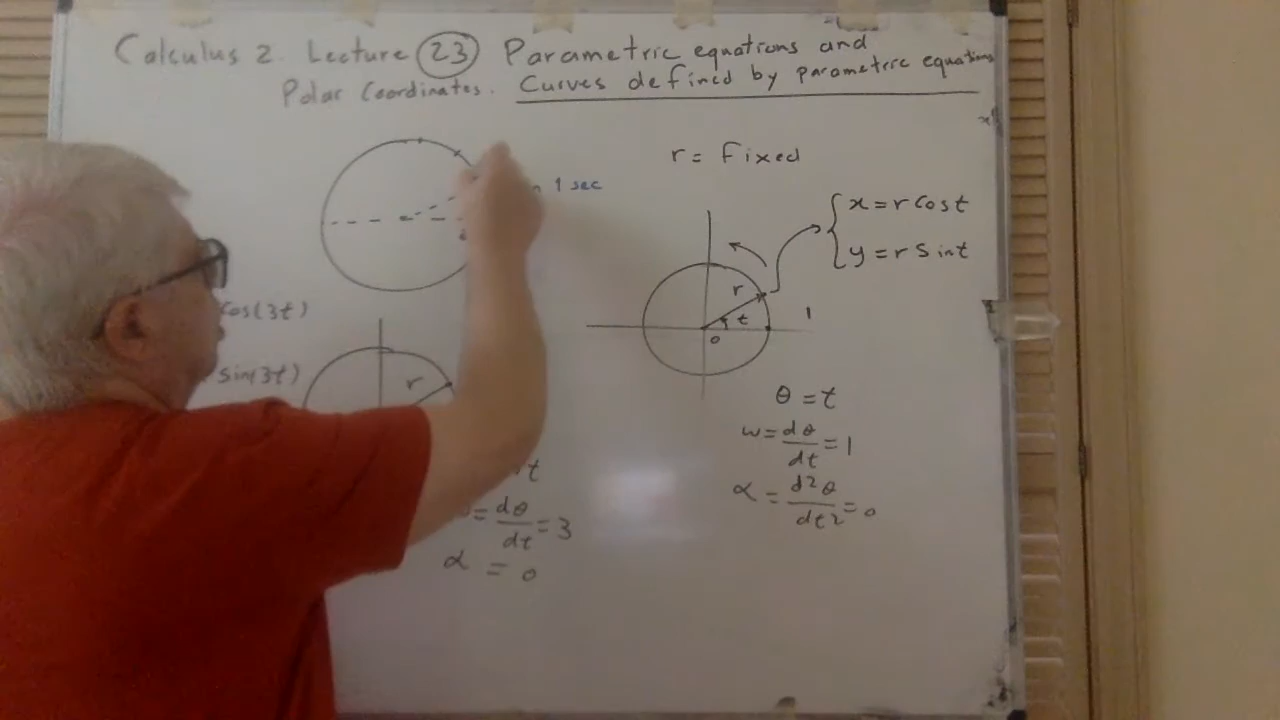 Calculus 2. Lecture 23 Parametric equations and
Polar Coordinates. Curves defined by parametric equations
r = Fixed
1 sec
x = r cos t
y = r sin t
r
t
o
1
cos(3t)
sin(3t)
r
θ = t
w = dθ/dt = 1
α = d2θ/dt2 = 0
t
= dθ/dt = 3
α = 0